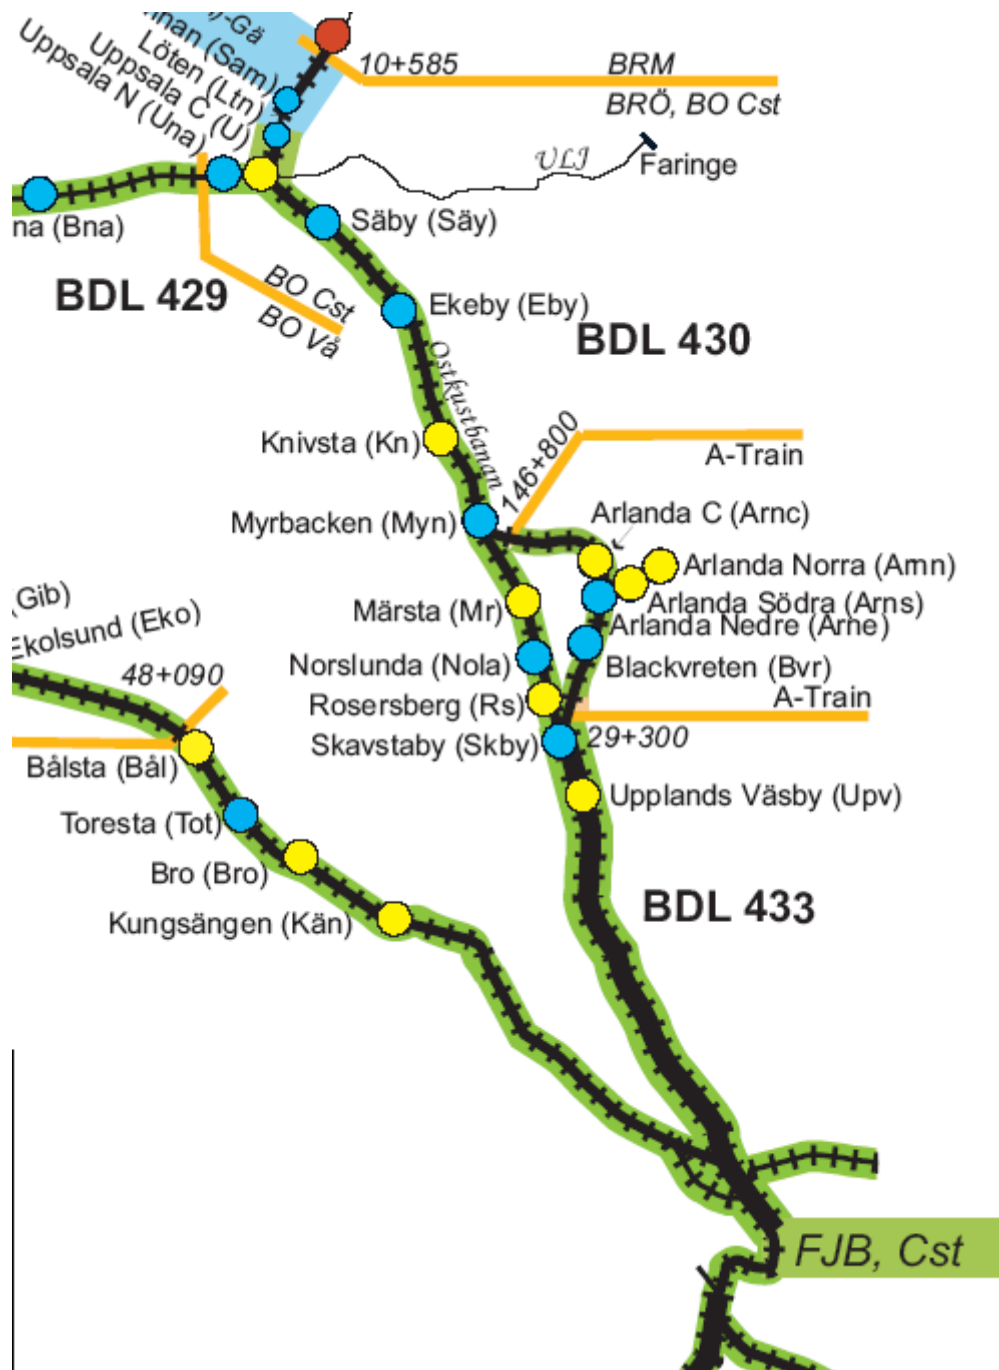 -Gä
nan (Sam)
Löten (Ltn)
Uppsala C (U)
Uppsala N (Una)
10+585
BRM
BRÖ, BO Cst
ULJ
Faringe
na (Bna)
Säby (Säy)
BDL 429
BO Cst
BO Vå
Ekeby (Eby)
BDL 430
Ostkustbanan
Knivsta (Kn)
146+800
A-Train
Myrbacken (Myn)
Arlanda C (Arnc)
Arlanda Norra (Arnn)
(Gib)
Märsta (Mr)
Arlanda Södra (Arns)
Ekolsund (Eko)
Arlanda Nedre (Arne)
Norslunda (Nola)
Blackvreten (Bvr)
48+090
Rosersberg (Rs)
A-Train
Skavstaby (Skby)
29+300
Bålsta (Bål)
Upplands Väsby (Upv)
Toresta (Tot)
Bro (Bro)
BDL 433
Kungsängen (Kän)
FJB, Cst